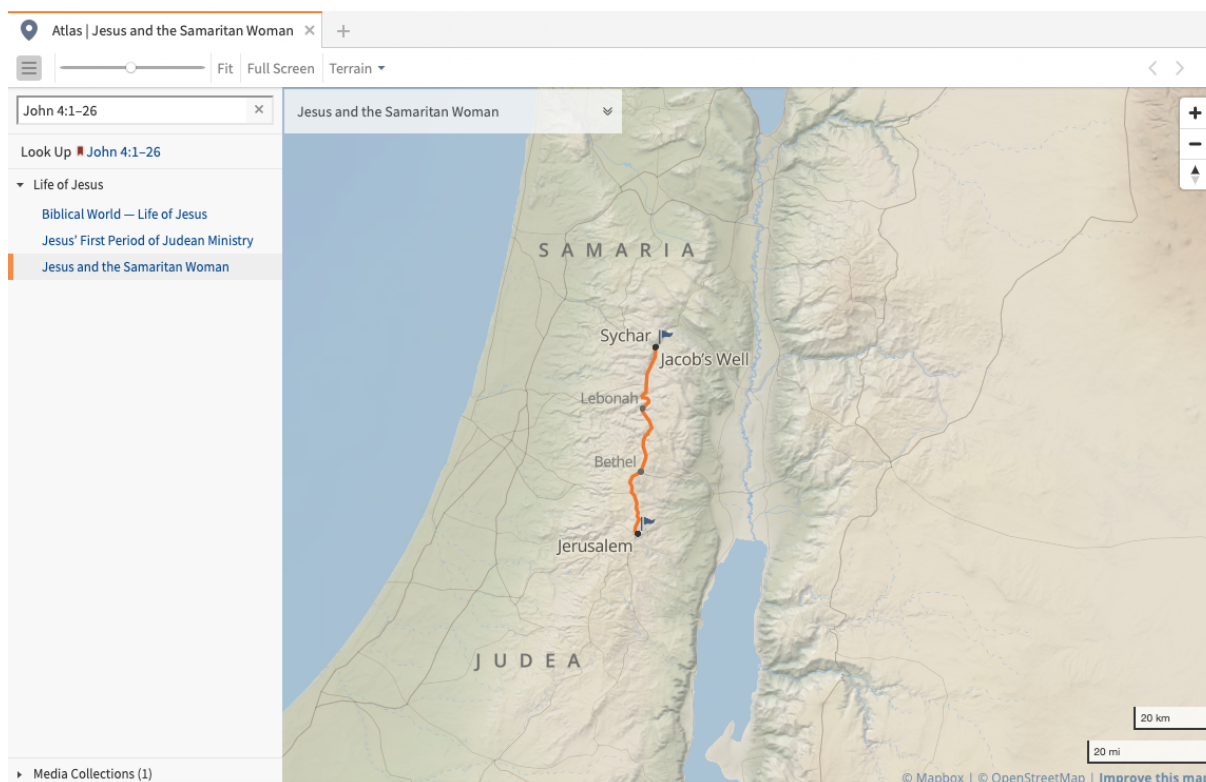 Atlas | Jesus and the Samaritan Woman
Fit Full Screen Terrain
John 4:1–26
Look Up John 4:1–26
Life of Jesus
Biblical World — Life of Jesus
Jesus’ First Period of Judean Ministry
Jesus and the Samaritan Woman
Media Collections (1)
Jesus and the Samaritan Woman
SAMARIA
Sychar
Jacob’s Well
Lebonah
Bethel
Jerusalem
JUDEA
20 km
20 mi
© Mapbox | © OpenStreetMap | Improve this map